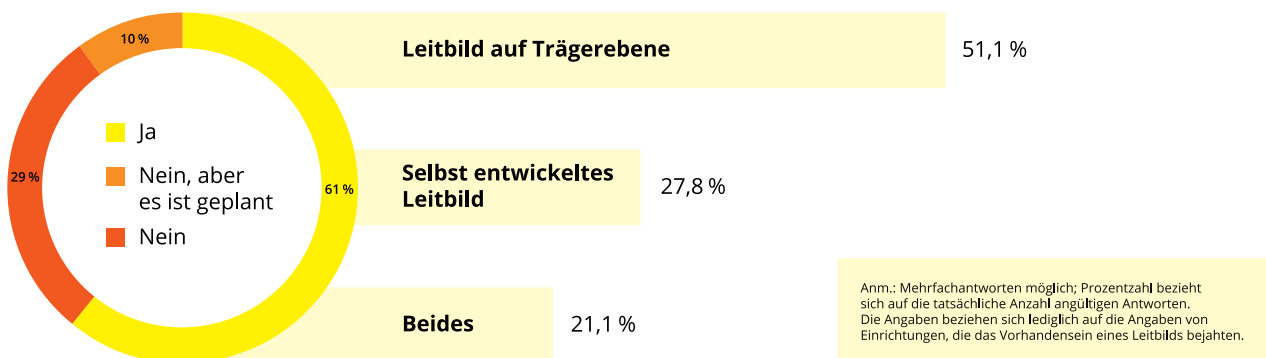 10 %
29 %
61 %
Ja
Nein, aber
es ist geplant
Nein
Leitbild auf Trägerebene
51,1 %
Selbst entwickeltes
Leitbild
27,8 %
Beides
21,1 %
Anm.: Mehrfachantworten möglich; Prozentzahl bezieht
sich auf die tatsächliche Anzahl angültigen Antworten.
Die Angaben beziehen sich lediglich auf die Angaben von
Einrichtungen, die das Vorhandensein eines Leitbilds bejahten.